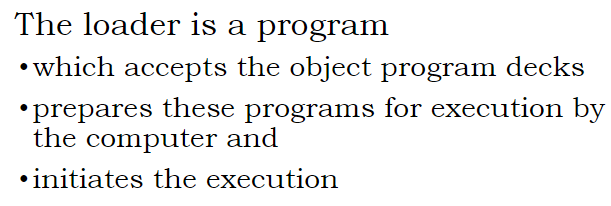 The loader is a program
•which accepts the object program decks
•prepares these programs for execution by
the computer and
•initiates the execution